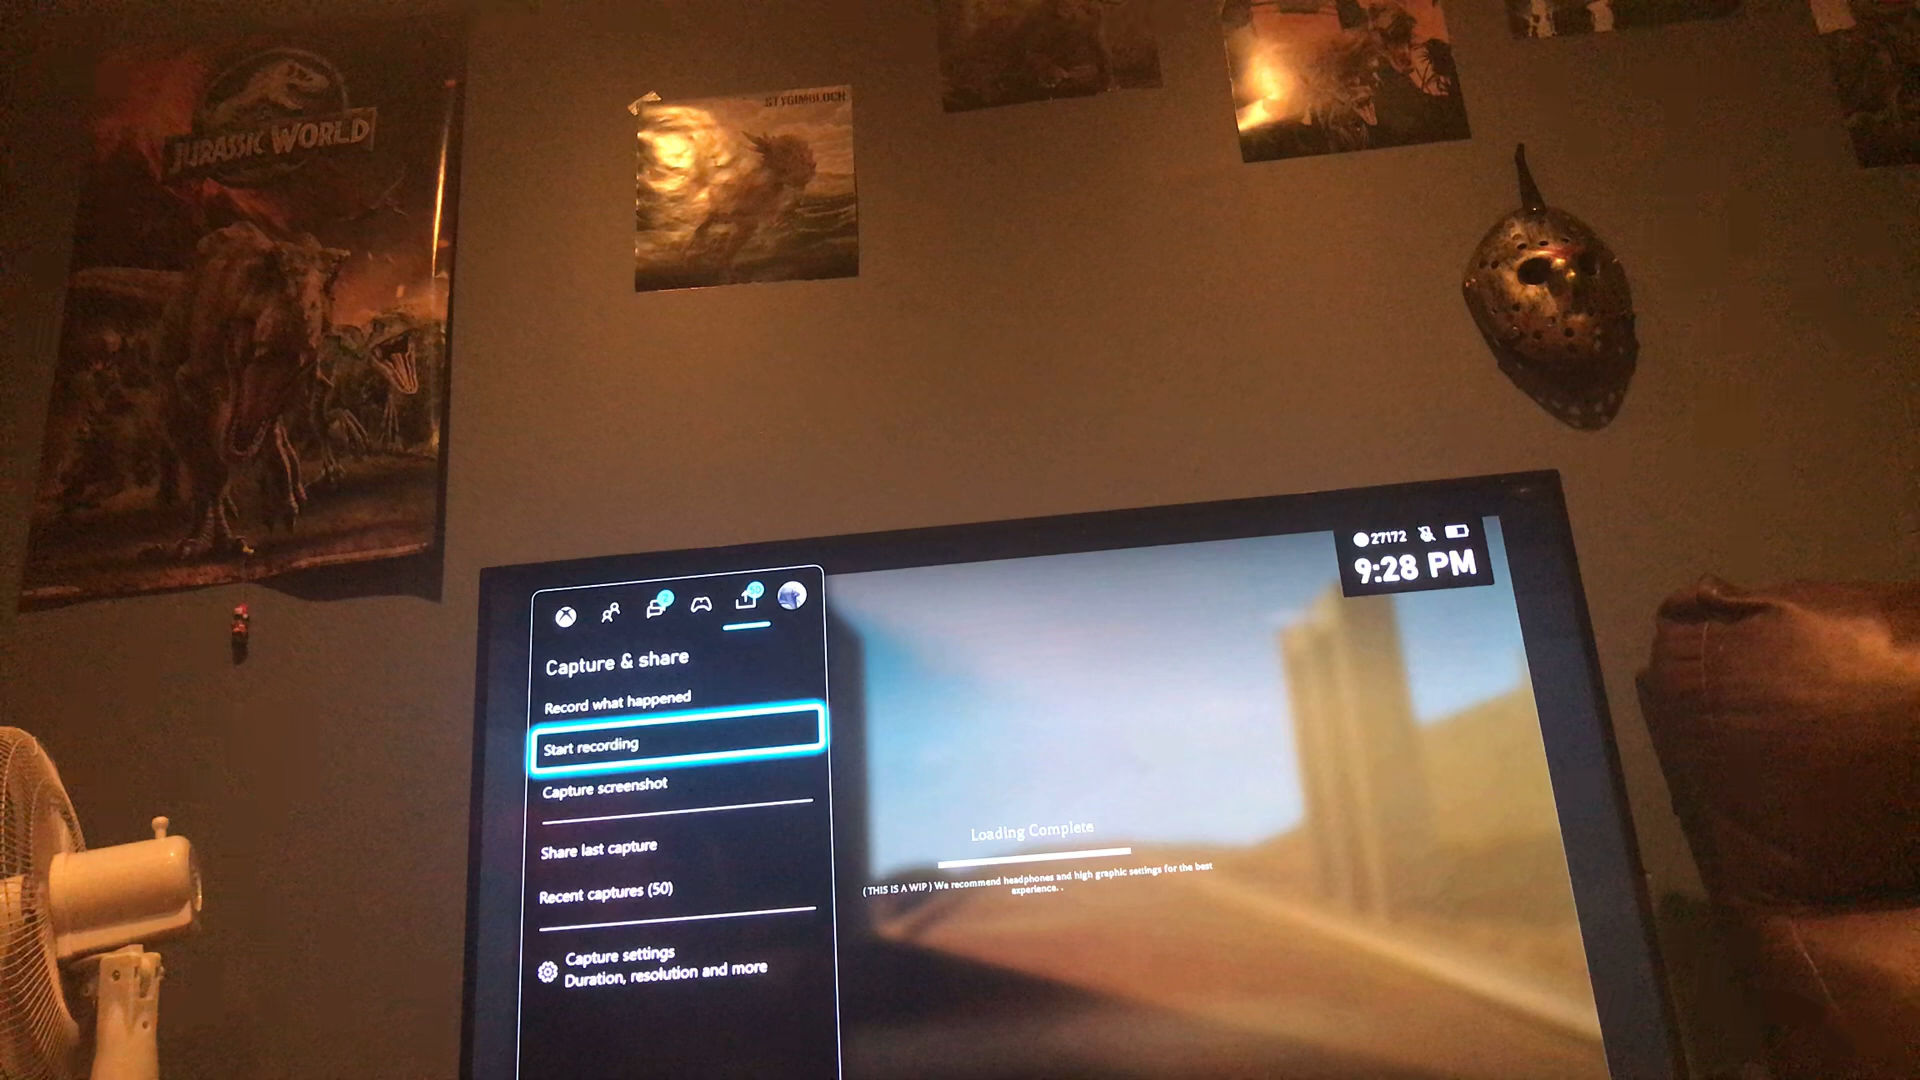 JURASSIC WORLD
STYGIMOLOCH
27172
9:28 PM
2
Capture & share
Record what happened
Start recording
Capture screenshot
Share last capture
Recent captures (50)
Capture settings
Duration, resolution and more
Loading Complete
( THIS IS A WIP ) We recommend headphones and high graphic settings for the best
experience. .